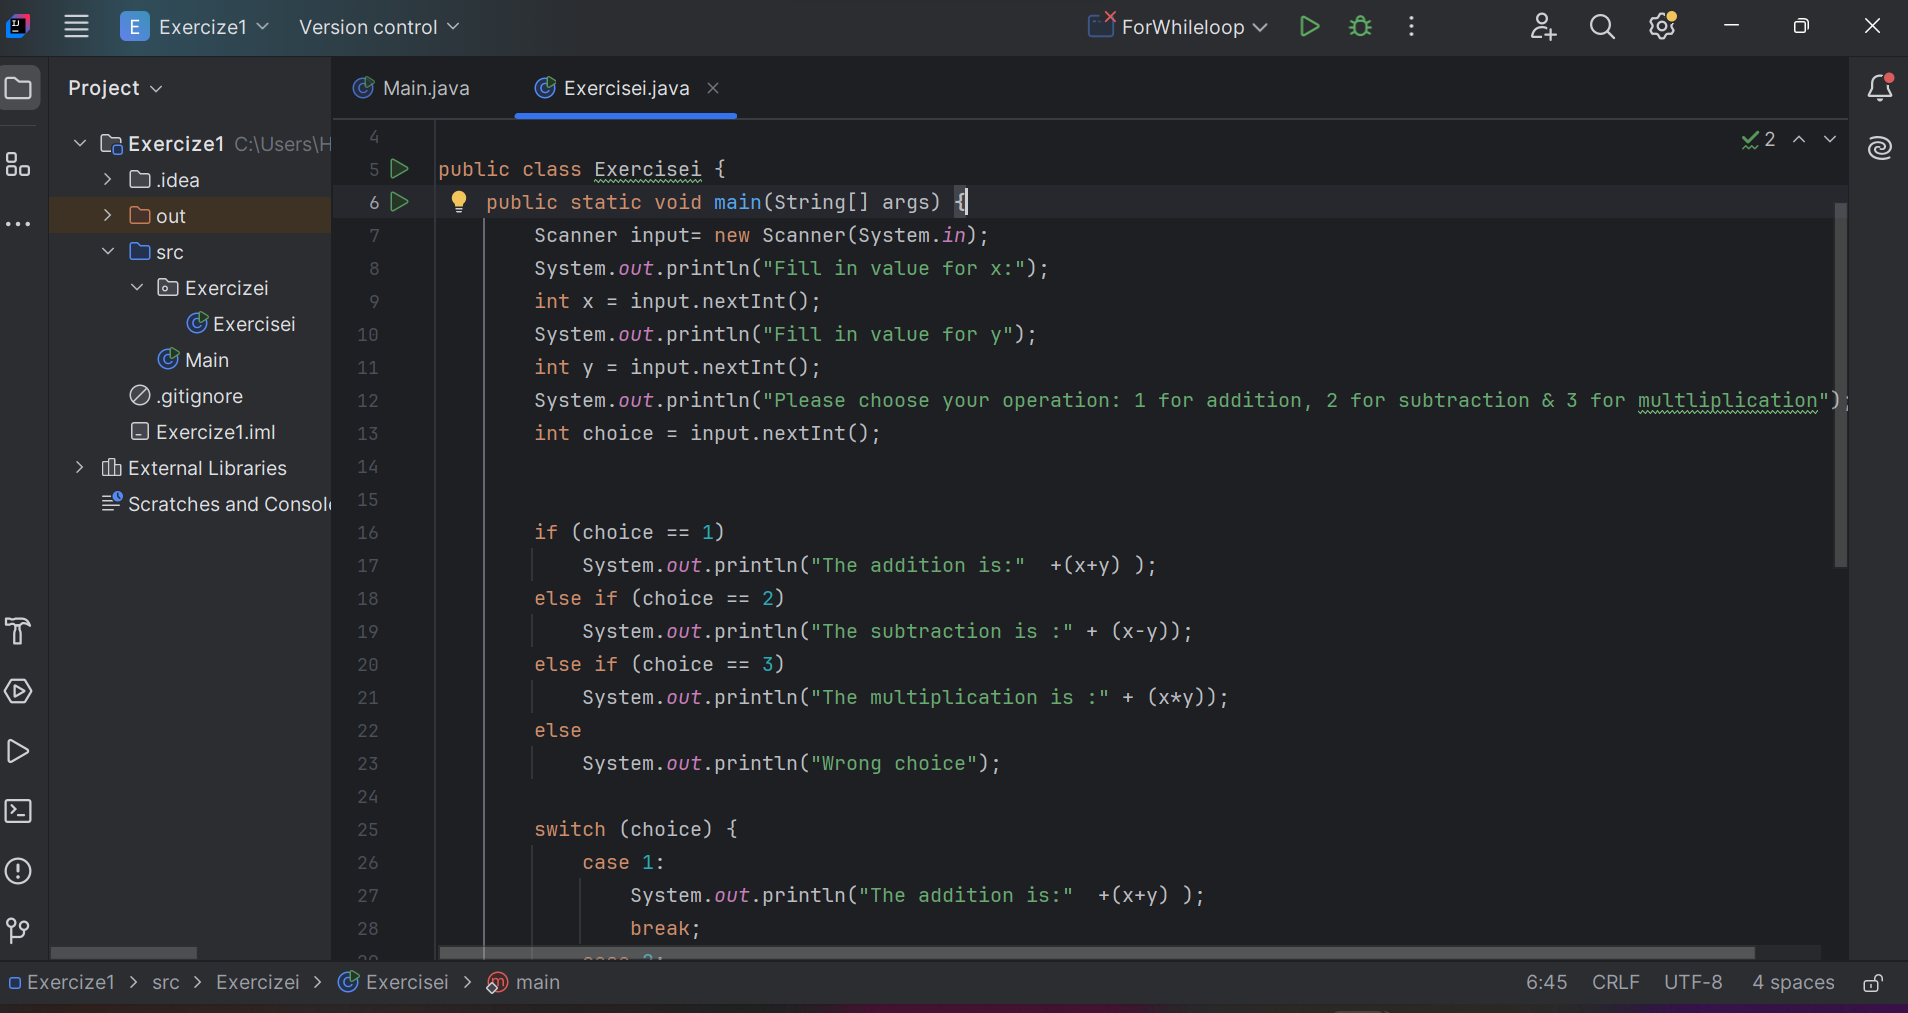 E Exercize1 Version control ForWhileloop
Project
Main.java Exercisei.java
Exercize1 C:\Users\H
.idea
out
src
Exercizei
Exercisei
Main
.gitignore
Exercize1.iml
External Libraries
Scratches and Consol
2
4
5 public class Exercisei {
6 public static void main(String[] args) {
7 Scanner input= new Scanner(System.in);
8 System.out.println("Fill in value for x:");
9 int x = input.nextInt();
10 System.out.println("Fill in value for y");
11 int y = input.nextInt();
12 System.out.println("Please choose your operation: 1 for addition, 2 for subtraction & 3 for multliplication");
13 int choice = input.nextInt();
14
15
16 if (choice == 1)
17 System.out.println("The addition is:"  +(x+y) );
18 else if (choice == 2)
19 System.out.println("The subtraction is :" + (x-y));
20 else if (choice == 3)
21 System.out.println("The multiplication is :" + (x*y));
22 else
23 System.out.println("Wrong choice");
24
25 switch (choice) {
26 case 1:
27 System.out.println("The addition is:"  +(x+y) );
28 break;
Exercize1 > src > Exercizei > Exercisei > main
6:45 CRLF UTF-8 4 spaces